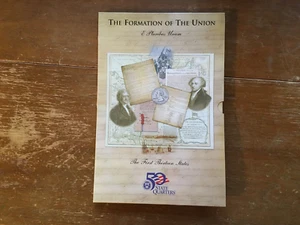 THE FORMATION OF THE UNION
E Pluribus Unum
The First Thirteen States
50
STATE
QUARTERS